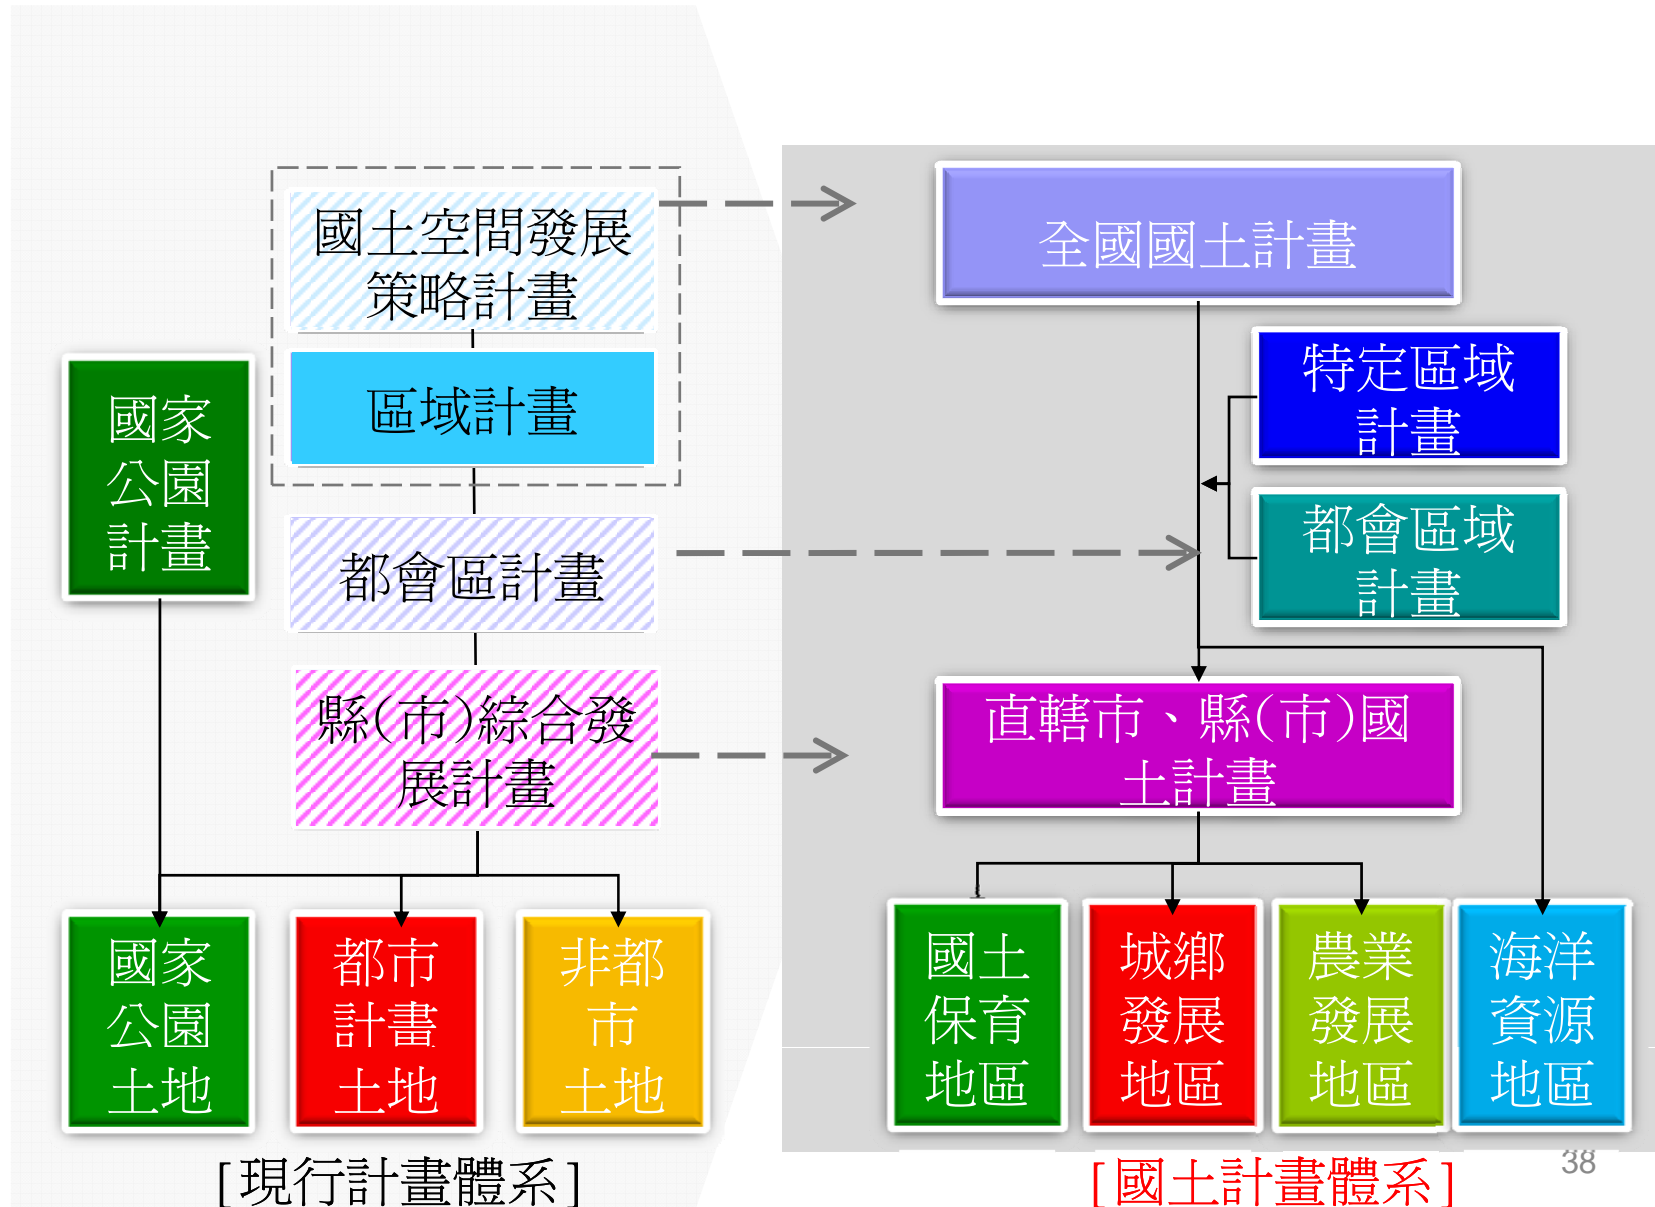 國土空間發展
策略計畫
區域計畫
國家
公園
計畫
都會區計畫
縣(市)綜合發
展計畫
國家
公園
土地
都市
計畫
土地
非都
市
土地
[現行計畫體系]
全國國土計畫
特定區域
計畫
都會區域
計畫
直轄市、縣(市)國
土計畫
國土
保育
地區
城鄉
發展
地區
農業
發展
地區
海洋
資源
地區
[國土計畫體系]
38